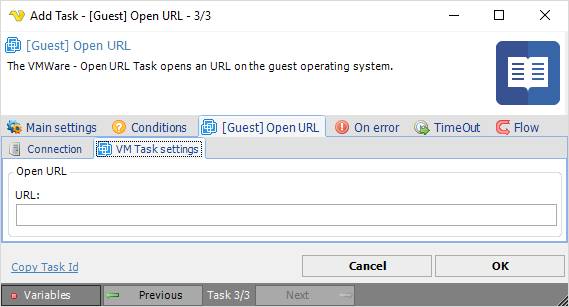 Add Task - [Guest] Open URL - 3/3
[Guest] Open URL
The VMWare - Open URL Task opens an URL on the guest operating system.
Main settings Conditions [Guest] Open URL On error TimeOut Flow
Connection VM Task settings
Open URL
URL:
Copy Task Id Cancel OK
Variables Previous Task 3/3 Next